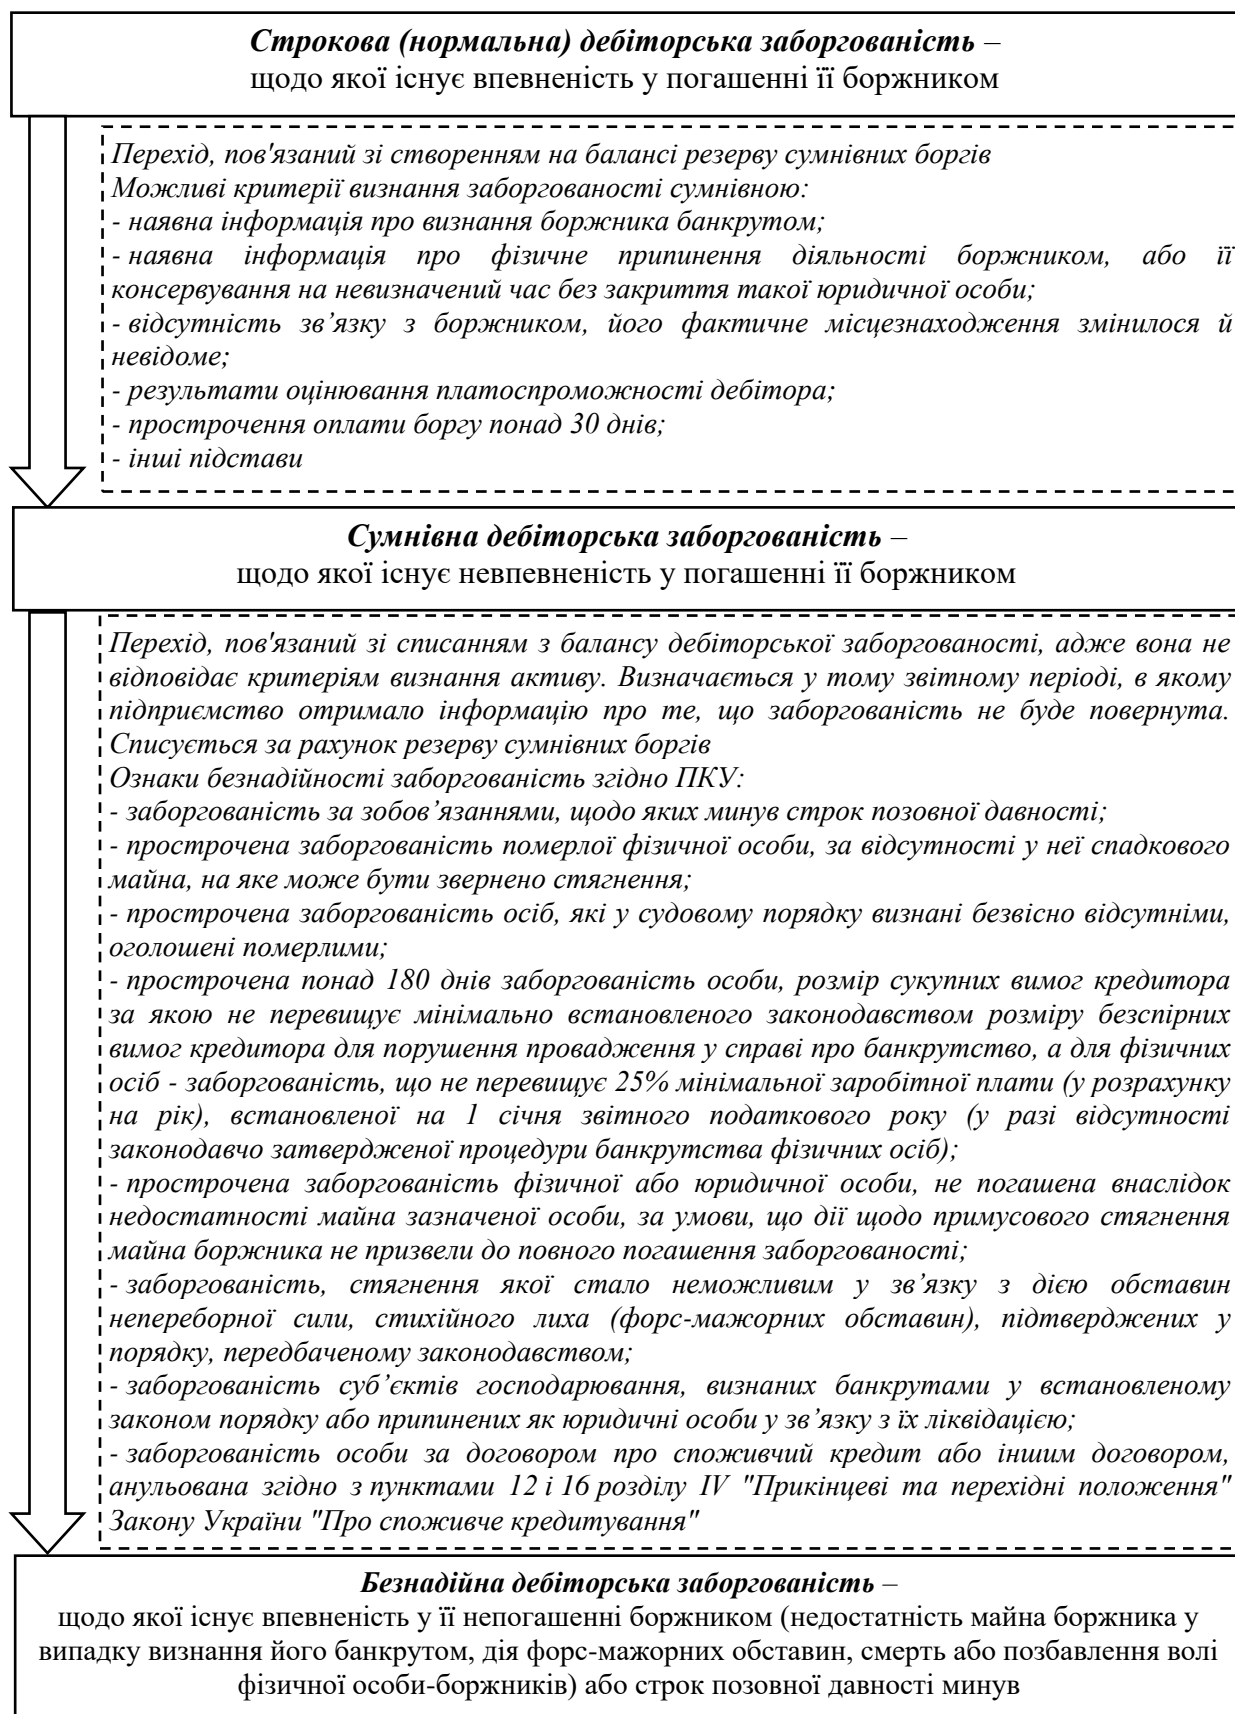 Строкова (нормальна) дебіторська заборгованість –
щодо якої існує впевненість у погашенні її боржником
Перехід, пов'язаний зі створенням на балансі резерву сумнівних боргів
Можливі критерії визнання заборгованості сумнівною:
- наявна інформація про визнання боржника банкрутом;
- наявна інформація про фізичне припинення діяльності боржником, або її
консервування на невизначений час без закриття такої юридичної особи;
- відсутність зв’язку з боржником, його фактичне місцезнаходження змінилося й
невідоме;
- результати оцінювання платоспроможності дебітора;
- прострочення оплати боргу понад 30 днів;
- інші підстави
Сумнівна дебіторська заборгованість –
щодо якої існує невпевненість у погашенні її боржником
Перехід, пов'язаний зі списанням з балансу дебіторської заборгованості, адже вона не
відповідає критеріям визнання активу. Визначається у тому звітному періоді, в якому
підприємство отримало інформацію про те, що заборгованість не буде повернута.
Списується за рахунок резерву сумнівних боргів
Ознаки безнадійності заборгованість згідно ПКУ:
- заборгованість за зобов’язаннями, щодо яких минув строк позовної давності;
- прострочена заборгованість померлої фізичної особи, за відсутності у неї спадкового
майна, на яке може бути звернено стягнення;
- прострочена заборгованість осіб, які у судовому порядку визнані безвісно відсутніми,
оголошені померлими;
- прострочена понад 180 днів заборгованість особи, розмір сукупних вимог кредитора
за якою не перевищує мінімально встановленого законодавством розміру безспірних
вимог кредитора для порушення провадження у справі про банкрутство, а для фізичних
осіб - заборгованість, що не перевищує 25% мінімальної заробітної плати (у розрахунку
на рік), встановленої на 1 січня звітного податкового року (у разі відсутності
законодавчо затвердженої процедури банкрутства фізичних осіб);
- прострочена заборгованість фізичної або юридичної особи, не погашена внаслідок
недостатності майна зазначеної особи, за умови, що дії щодо примусового стягнення
майна боржника не призвели до повного погашення заборгованості;
- заборгованість, стягнення якої стало неможливим у зв’язку з дією обставин
непереборної сили, стихійного лиха (форс-мажорних обставин), підтверджених у
порядку, передбаченому законодавством;
- заборгованість суб’єктів господарювання, визнаних банкрутами у встановленому
законом порядку або припинених як юридичні особи у зв’язку з їх ліквідацією;
- заборгованість особи за договором про споживчий кредит або іншим договором,
анульована згідно з пунктами 12 і 16 розділу IV "Прикінцеві та перехідні положення"
Закону України "Про споживче кредитування"
Безнадійна дебіторська заборгованість –
щодо якої існує впевненість у її непогашенні боржником (недостатність майна боржника у
випадку визнання його банкрутом, дія форс-мажорних обставин, смерть або позбавлення волі
фізичної особи-боржників) або строк позовної давності минув